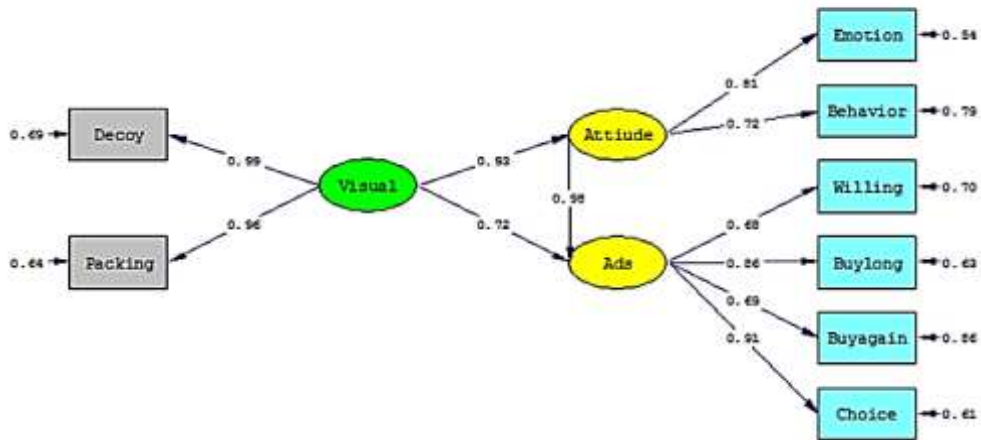 Emotion
0.54
0.81
Behavior
0.79
0.72
0.69
Decoy
Attiude
0.99
0.93
Visual
Willing
0.70
0.98
0.68
0.96
0.72
0.64
Packing
Ads
0.86
Buylong
0.63
0.69
Buyagain
0.86
0.91
Choice
0.61